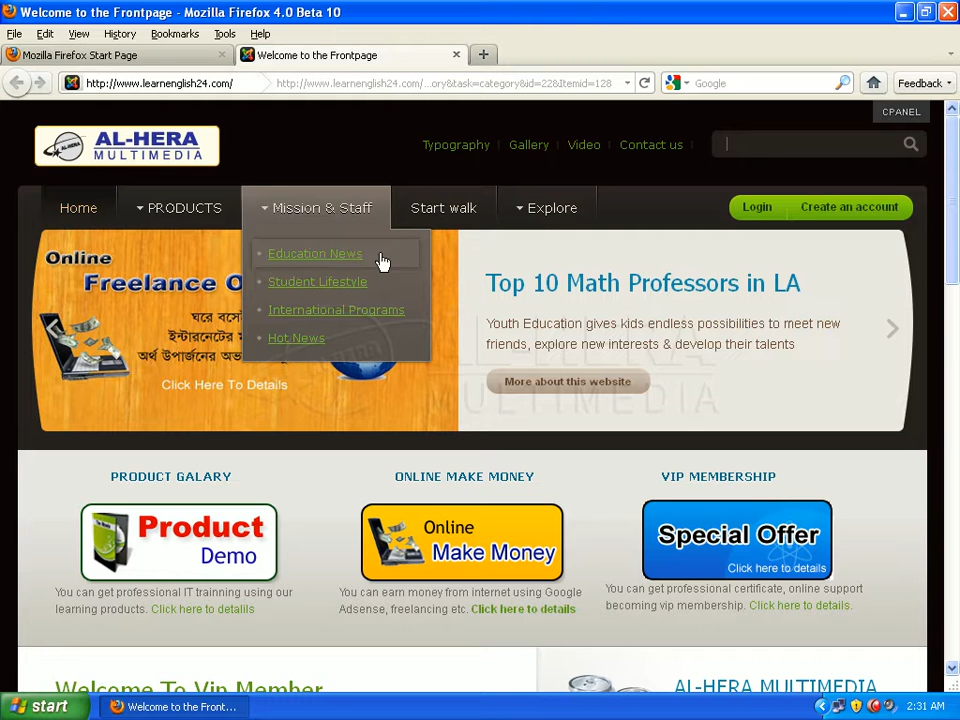 Welcome to the Frontpage - Mozilla Firefox 4.0 Beta 10
File Edit View History Bookmarks Tools Help
Mozilla Firefox Start Page
Welcome to the Frontpage
http://www.learnenglish24.com/
http://www.learnenglish24.com/...ory&task=category&id=22&Itemid=128
Google
Feedback
CPANEL
AL-HERA
MULTIMEDIA
Typography Gallery Video Contact us
Home PRODUCTS Mission & Staff Start walk Explore
Login Create an account
Education News
Student Lifestyle
International Programs
Hot News
Online
Freelance O
ঘরে বসে
ইন্টারনেটের
অর্থ উপার্জনের
Click Here To Details
Top 10 Math Professors in LA
Youth Education gives kids endless possibilities to meet new
friends, explore new interests & develop their talents
More about this website
MULTIMEDIA
PRODUCT GALARY
Product
Demo
You can get professional IT trainning using our
learning products. Click here to detalils
ONLINE MAKE MONEY
Online
Make Money
You can earn money from internet using Google
Adsense, freelancing etc. Click here to details
VIP MEMBERSHIP
Special Offer
Click here to details
You can get professional certificate, online support
becoming vip membership. Click here to details.
Welcome To Vip Member
AL-HERA MULTIMEDIA
start
Welcome to the Front...
2:31 AM